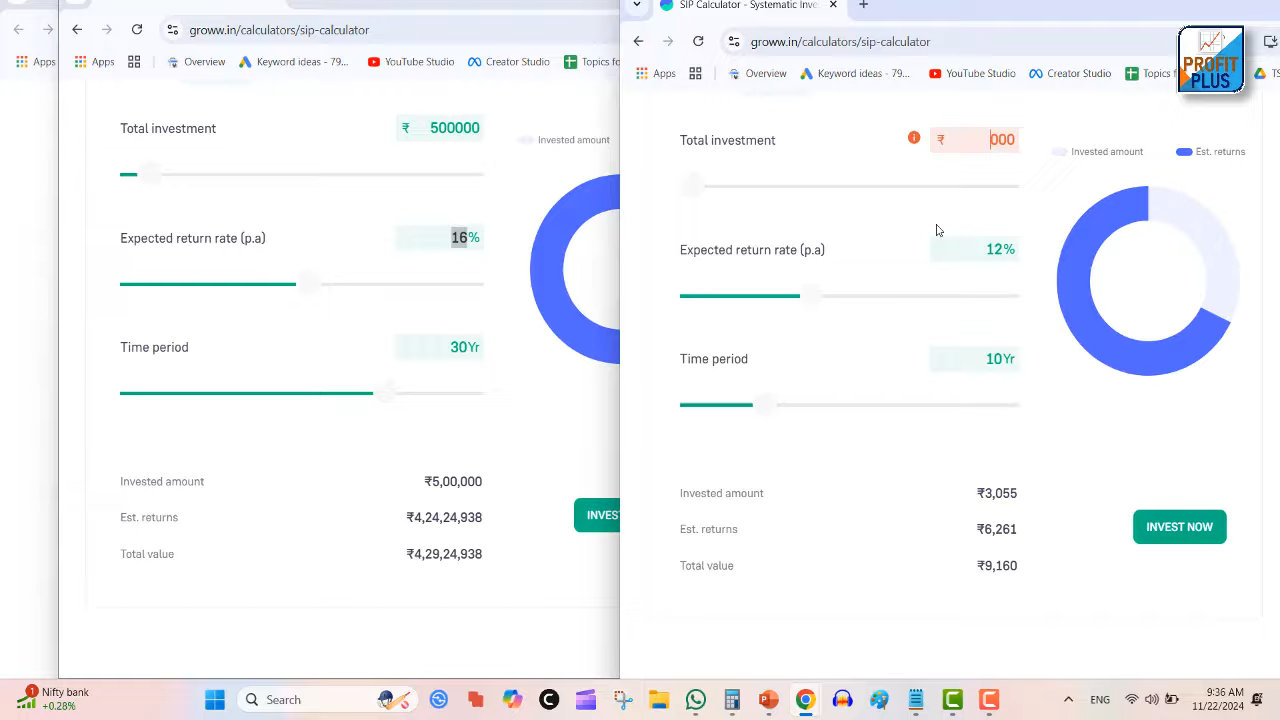 SIP Calculator - Systematic Inve
groww.in/calculators/sip-calculator
groww.in/calculators/sip-calculator
Apps
Apps
Overview
Keyword ideas - 79...
YouTube Studio
Creator Studio
Topics fo
Apps
Overview
Keyword ideas - 79...
YouTube Studio
Creator Studio
Topics
TS
PROFIT
PLUS
Total investment
₹ 500000
Invested amount
Expected return rate (p.a)
16%
Time period
30Yr
Invested amount
₹5,00,000
Est. returns
₹4,24,24,938
Total value
₹4,29,24,938
INVES
Total investment
₹ 000
Invested amount
Est. returns
Expected return rate (p.a)
12%
Time period
10Yr
Invested amount
₹3,055
Est. returns
₹6,261
Total value
₹9,160
INVEST NOW
1
Nifty bank
+0.28%
Search
ENG
9:36 AM
11/22/2024